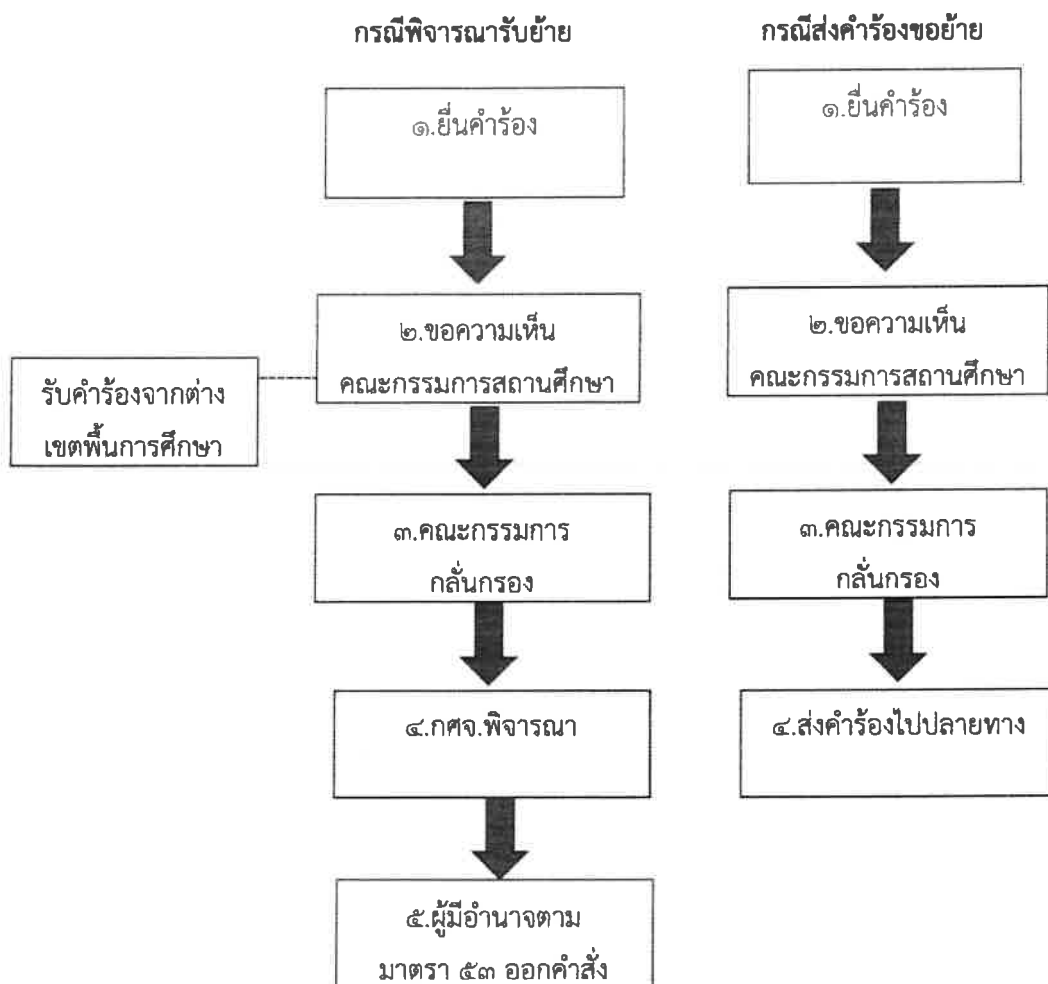 กรณีพิจารณารับย้าย
๑.ยื่นคำร้อง
๒.ขอความเห็น
คณะกรรมการสถานศึกษา
รับคำร้องจากต่าง
เขตพื้นการศึกษา
๓.คณะกรรมการ
กลั่นกรอง
๔.กศจ.พิจารณา
๕.ผู้มีอำนาจตาม
มาตรา ๕๓ ออกคำสั่ง
กรณีส่งคำร้องขอย้าย
๑.ยื่นคำร้อง
๒.ขอความเห็น
คณะกรรมการสถานศึกษา
๓.คณะกรรมการ
กลั่นกรอง
๔.ส่งคำร้องไปปลายทาง